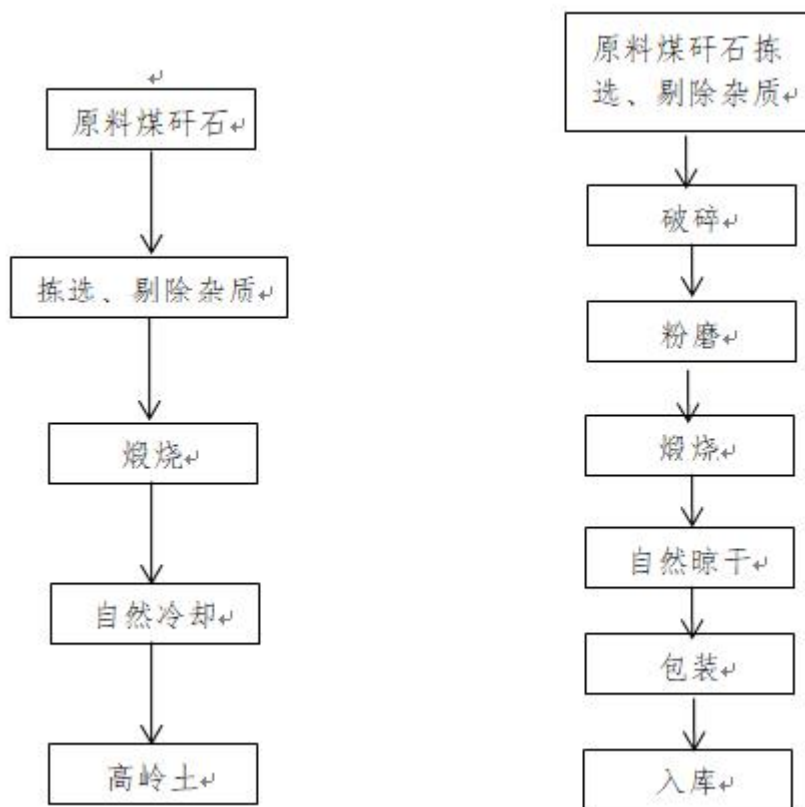 原料煤矸石
拣选、剔除杂质
煅烧
自然冷却
高岭土
原料煤矸石拣
选、剔除杂质
破碎
粉磨
煅烧
自然晾干
包装
入库